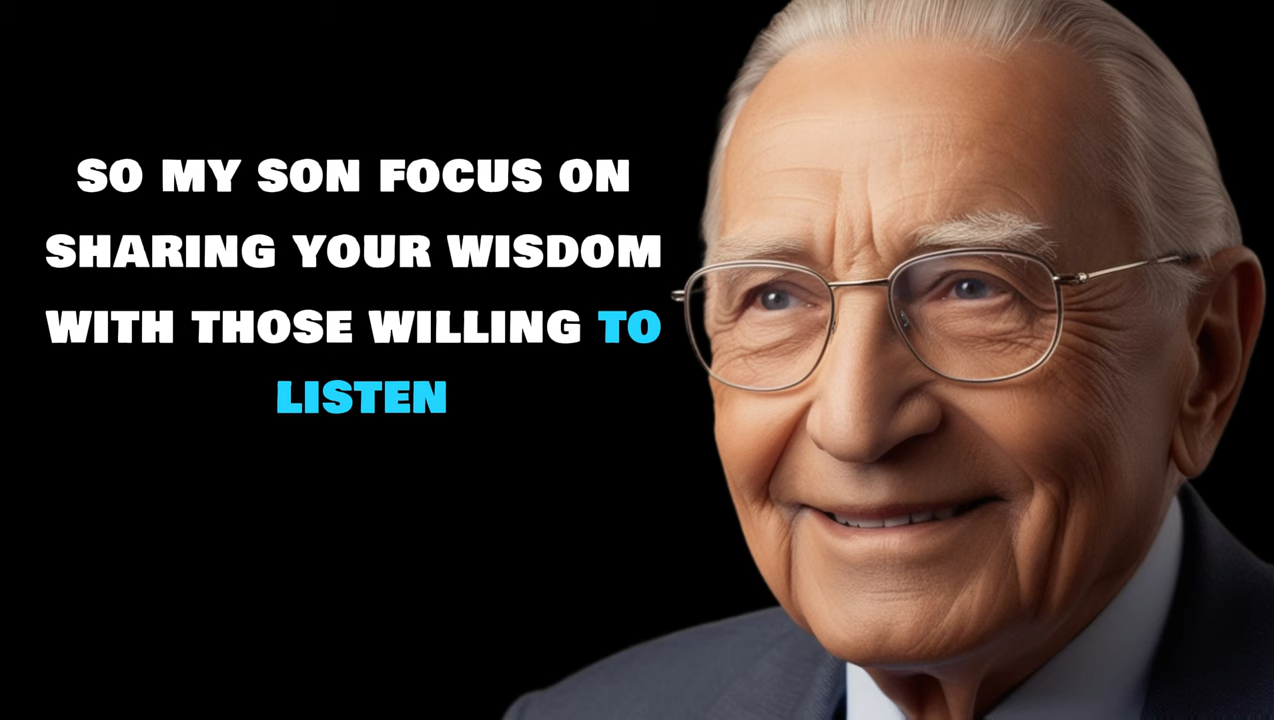 SO MY SON FOCUS ON
SHARING YOUR WISDOM
WITH THOSE WILLING TO
LISTEN